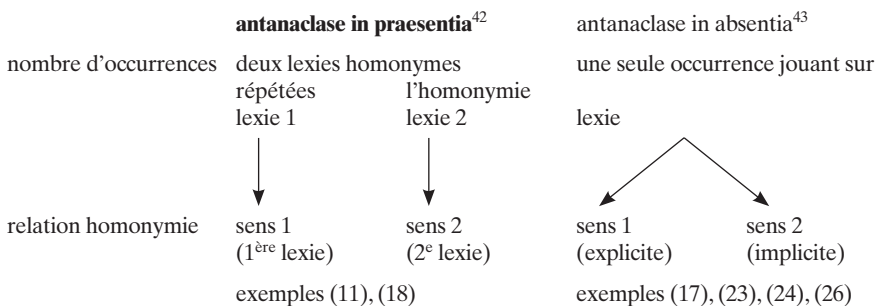 antanaclase in praesentia42 antanaclase in absentia43
nombre d'occurrences deux lexies homonymes une seule occurrence jouant sur
répétées l'homonymie
lexie 1 lexie 2 lexie
relation homonymie sens 1 sens 2 sens 1 sens 2
(1ère lexie) (2e lexie) (explicite) (implicite)
exemples (11), (18) exemples (17), (23), (24), (26)